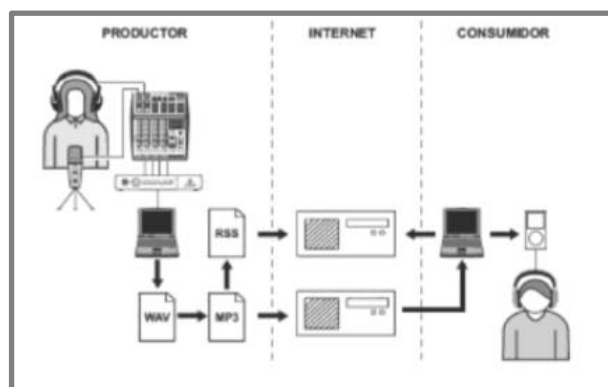 PRODUCTOR
INTERNET
CONSUMIDOR
RSS
WAV
MP3